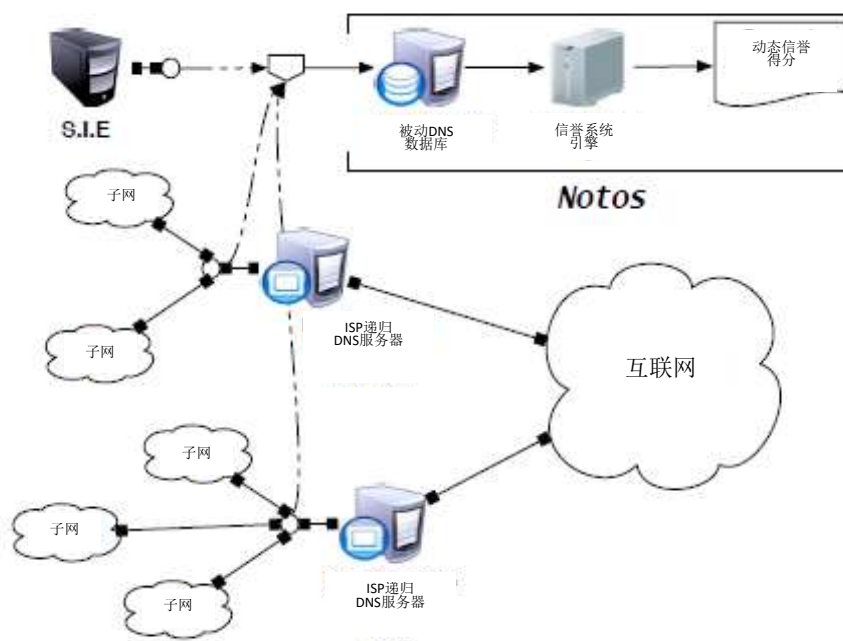 S.I.E
被动DNS
数据库
信誉系统
引擎
动态信誉
得分
Notos
子网
子网
ISP递归
DNS服务器
互联网
子网
子网
子网
ISP递归
DNS服务器